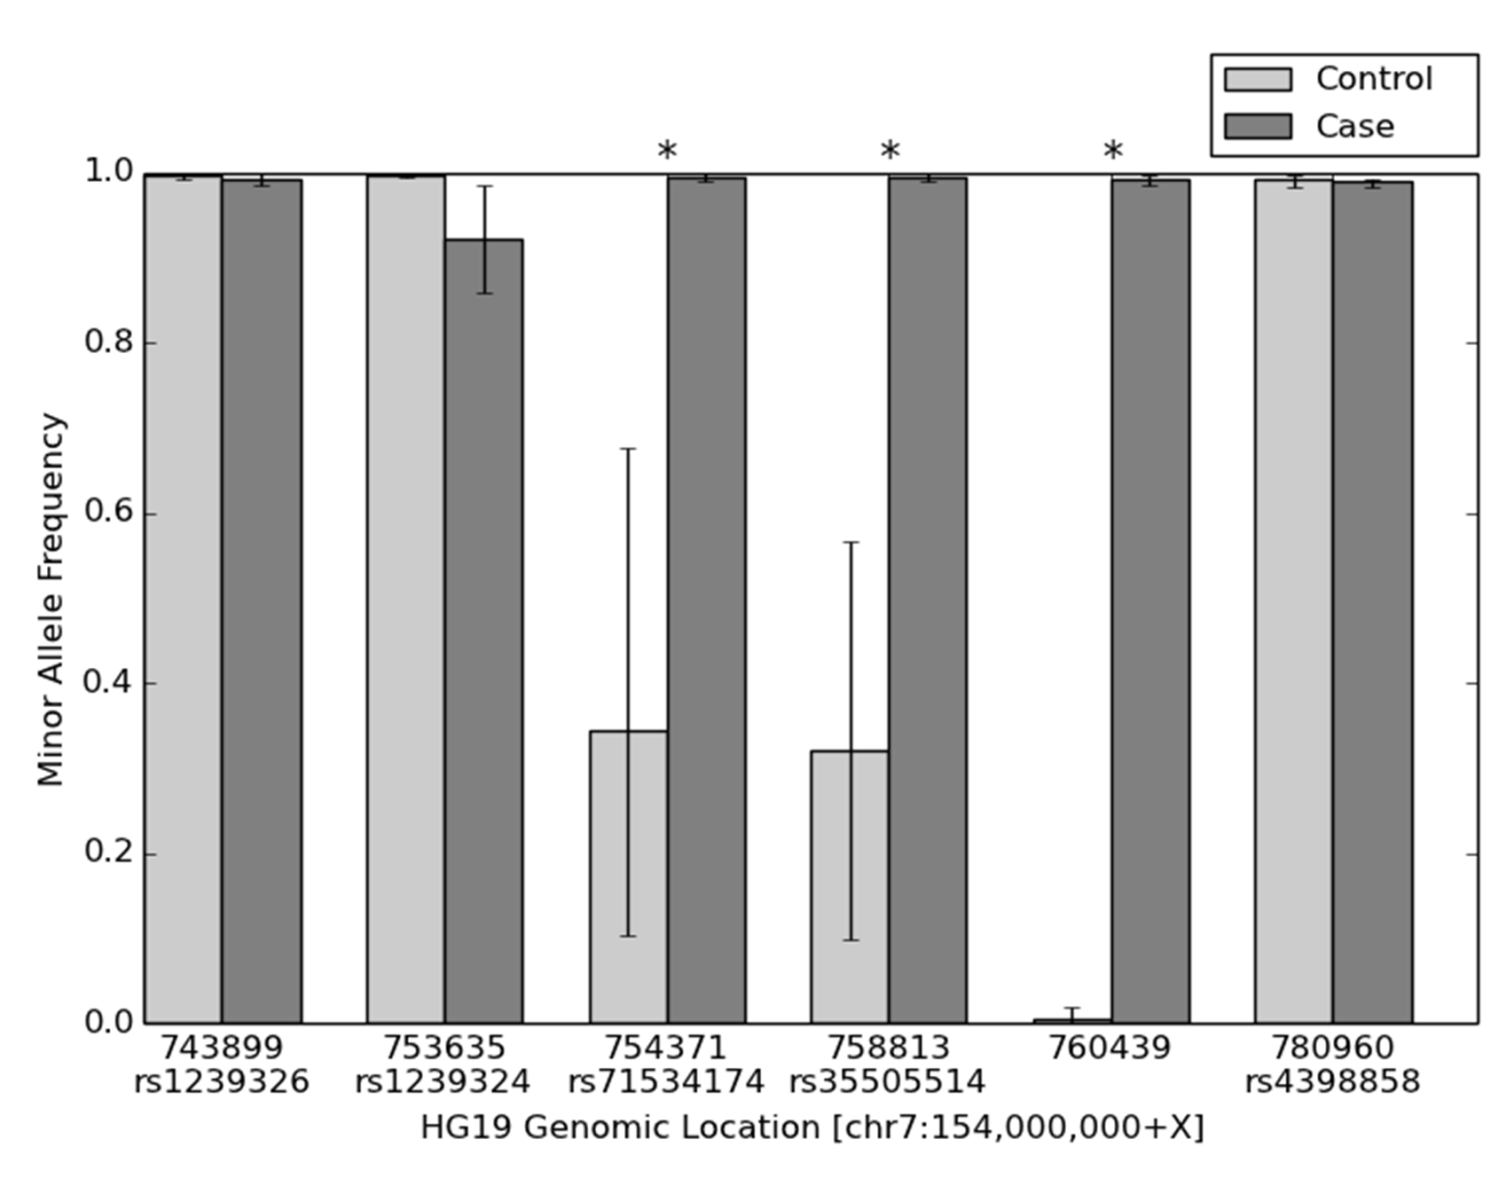 Control
Case
* * *
1.0
0.8
0.6
0.4
0.2
0.0
Minor Allele Frequency
743899 753635 754371 758813 760439 780960
rs1239326 rs1239324 rs71534174 rs35505514 rs4398858
HG19 Genomic Location [chr7:154,000,000+X]